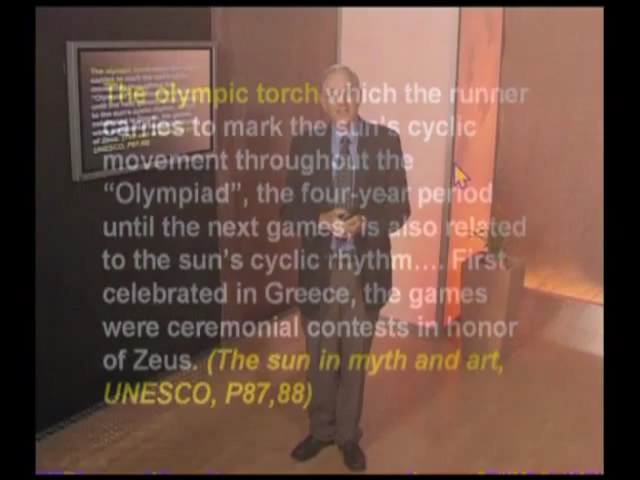 The olympic torch which the runner
carries to mark the sun's cyclic
movement throughout the
“Olympiad”, the four-year period
until the next games, is also related
to the sun's cyclic rhythm.... First
celebrated in Greece, the games
were ceremonial contests in honor
of Zeus. (The sun in myth and art,
UNESCO, P87,88)